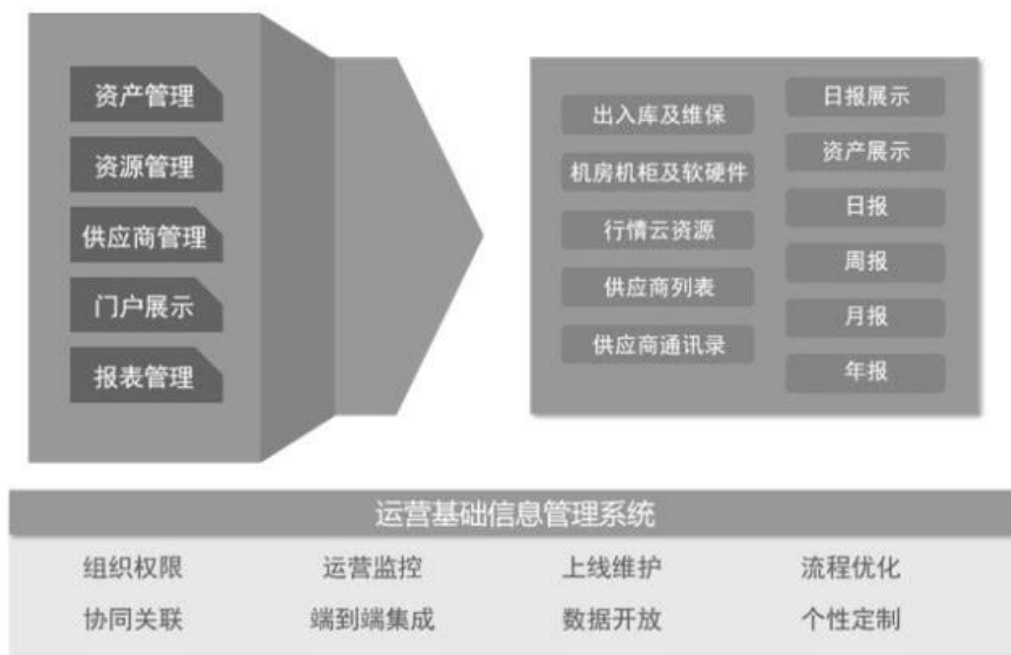 资产管理
资源管理
供应商管理
门户展示
报表管理
出入库及维保
机房机柜及软硬件
行情云资源
供应商列表
供应商通讯录
日报展示
资产展示
日报
周报
月报
年报
运营基础信息管理系统
组织权限 运营监控 上线维护 流程优化
协同关联 端到端集成 数据开放 个性定制